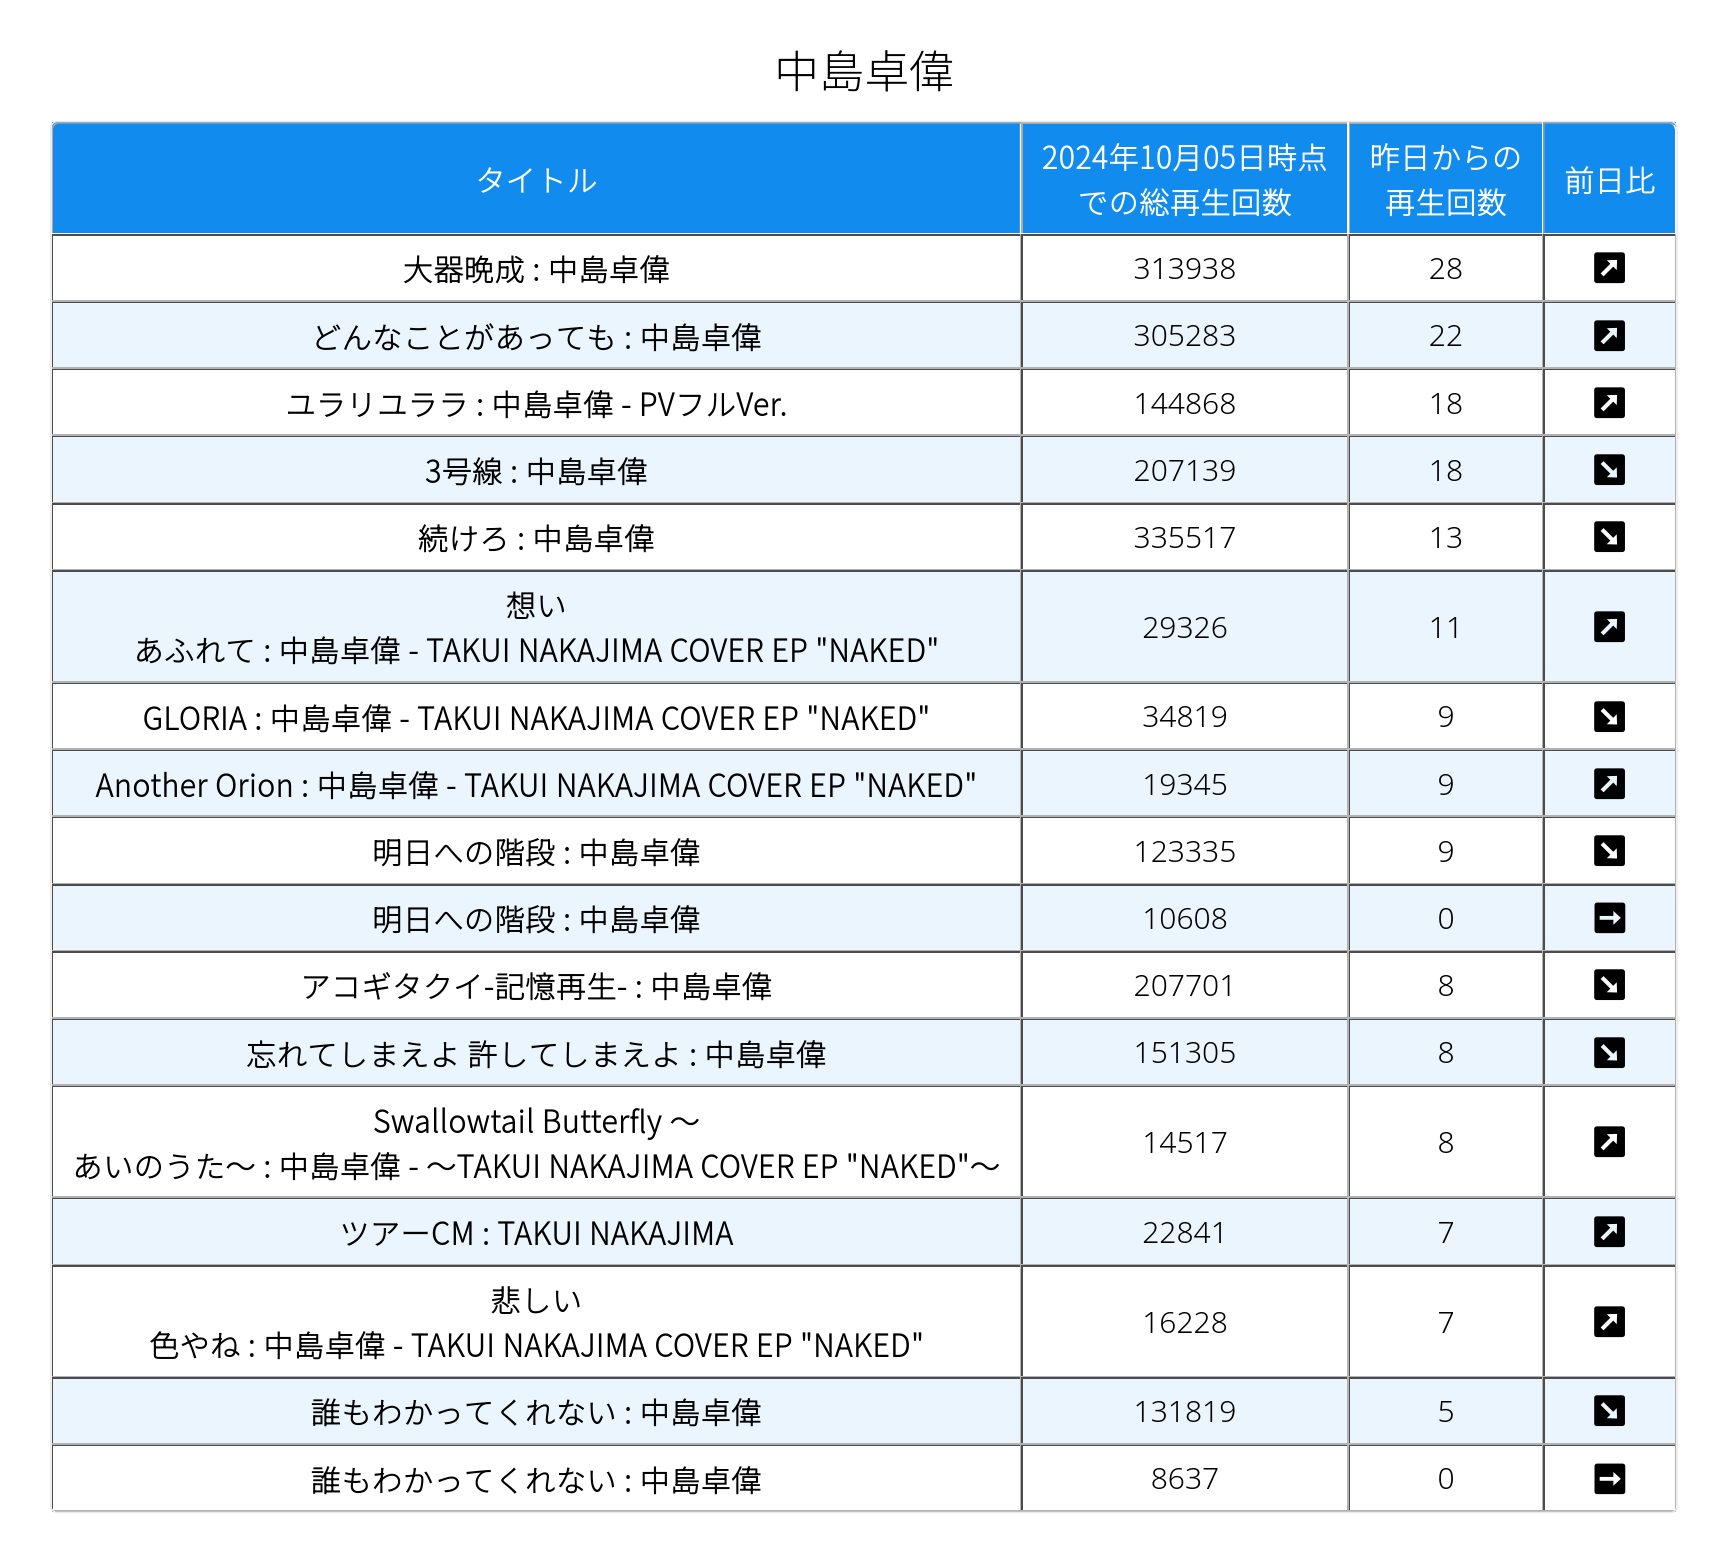 中島卓偉
タイトル
2024年10月05日時点
での総再生回数
昨日からの
再生回数
前日比
大器晩成 : 中島卓偉 313938 28 ↗
どんなことがあっても : 中島卓偉 305283 22 ↗
ユラリユララ : 中島卓偉 - PVフルVer. 144868 18 ↗
3号線 : 中島卓偉 207139 18 ↘
続けろ : 中島卓偉 335517 13 ↘
想い
あふれて : 中島卓偉 - TAKUI NAKAJIMA COVER EP "NAKED" 29326 11 ↗
GLORIA : 中島卓偉 - TAKUI NAKAJIMA COVER EP "NAKED" 34819 9 ↘
Another Orion : 中島卓偉 - TAKUI NAKAJIMA COVER EP "NAKED" 19345 9 ↗
明日への階段 : 中島卓偉 123335 9 ↘
明日への階段 : 中島卓偉 10608 0 →
アコギタクイ-記憶再生- : 中島卓偉 207701 8 ↘
忘れてしまえよ 許してしまえよ : 中島卓偉 151305 8 ↘
Swallowtail Butterfly ～
あいのうた～ : 中島卓偉 - ～TAKUI NAKAJIMA COVER EP "NAKED"～ 14517 8 ↗
ツアーCM : TAKUI NAKAJIMA 22841 7 ↗
悲しい
色やね : 中島卓偉 - TAKUI NAKAJIMA COVER EP "NAKED" 16228 7 ↗
誰もわかってくれない : 中島卓偉 131819 5 ↘
誰もわかってくれない : 中島卓偉 8637 0 →